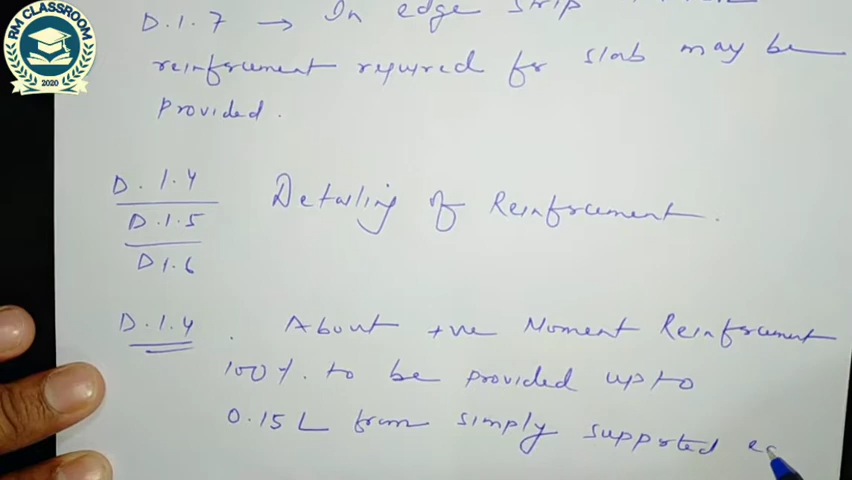 RM CLASSROOM
2020
D.1.7 → In edge strip
reinforcement required for slab may be
provided.
D.1.4 Detailing of Reinforcement.
D.1.5
D1.6
D.1.4. About +ve Moment Reinforcement
100%. to be provided upto
0.15L from simply supported